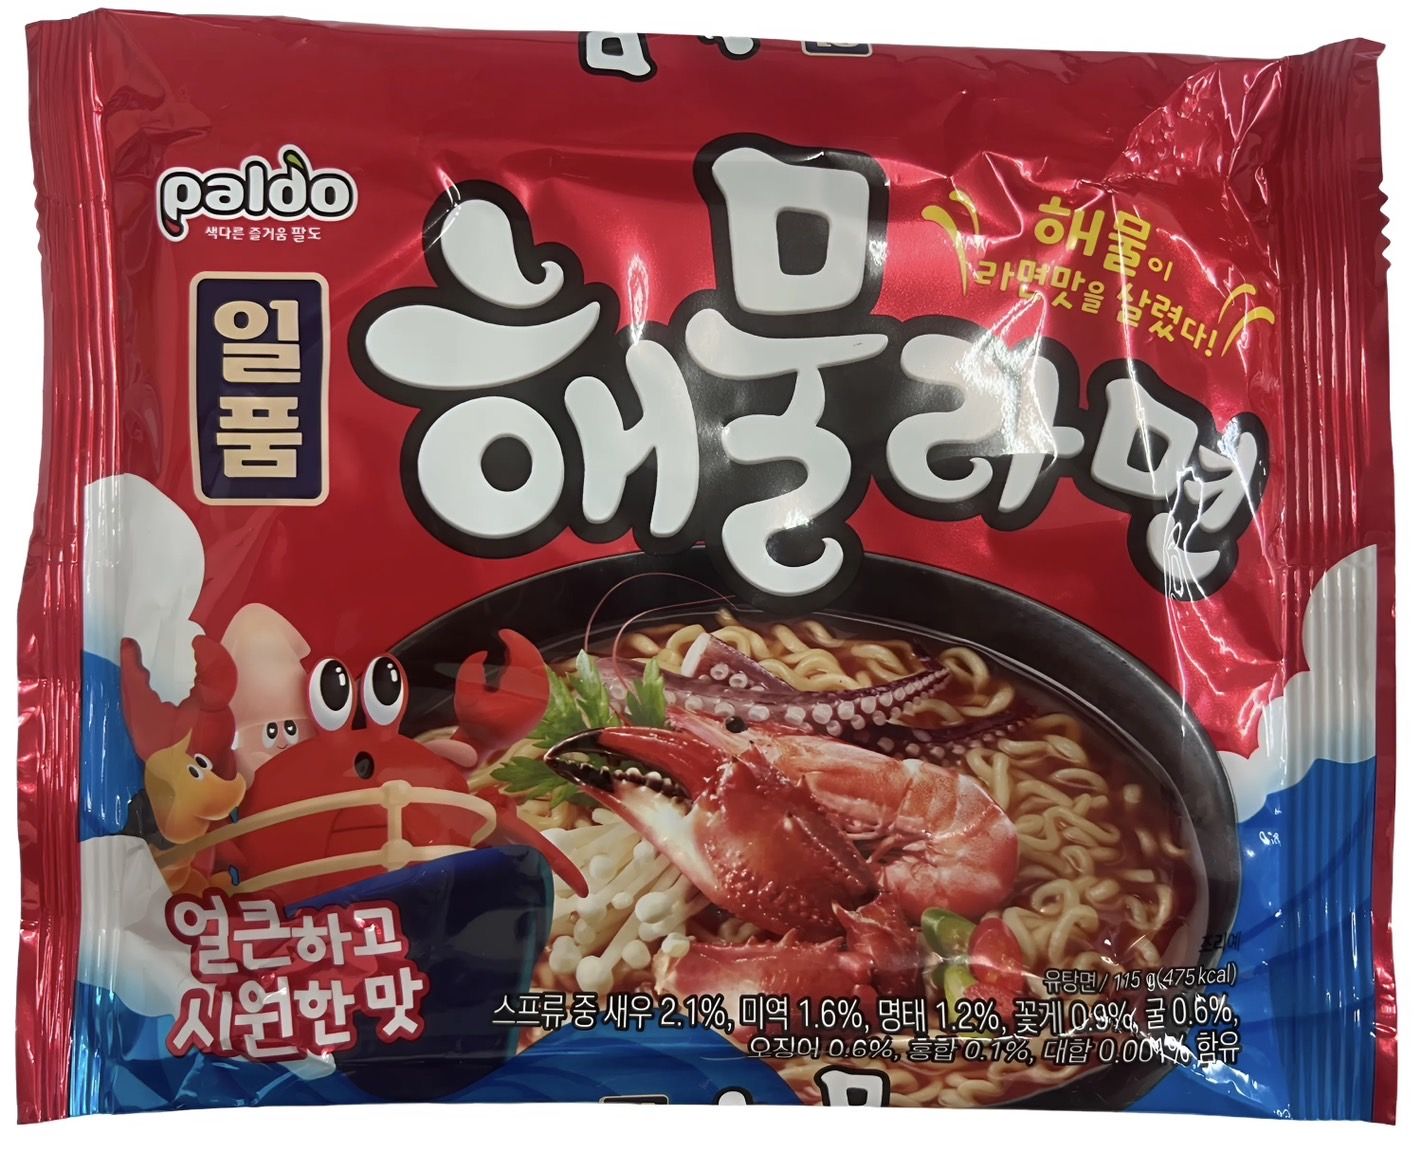 paldo
색다른 즐거움 팔도
일품
해물라면
해물이
라면맛을 살렸다!
얼큰하고
시원한 맛
조리예
유탕면 / 115 g(475 kcal)
스프류 중 새우 2.1%, 미역 1.6%, 명태 1.2%, 꽃게 0.9%, 굴 0.6%,
오징어 0.6%, 홍합 0.1%, 대합 0.001% 함유